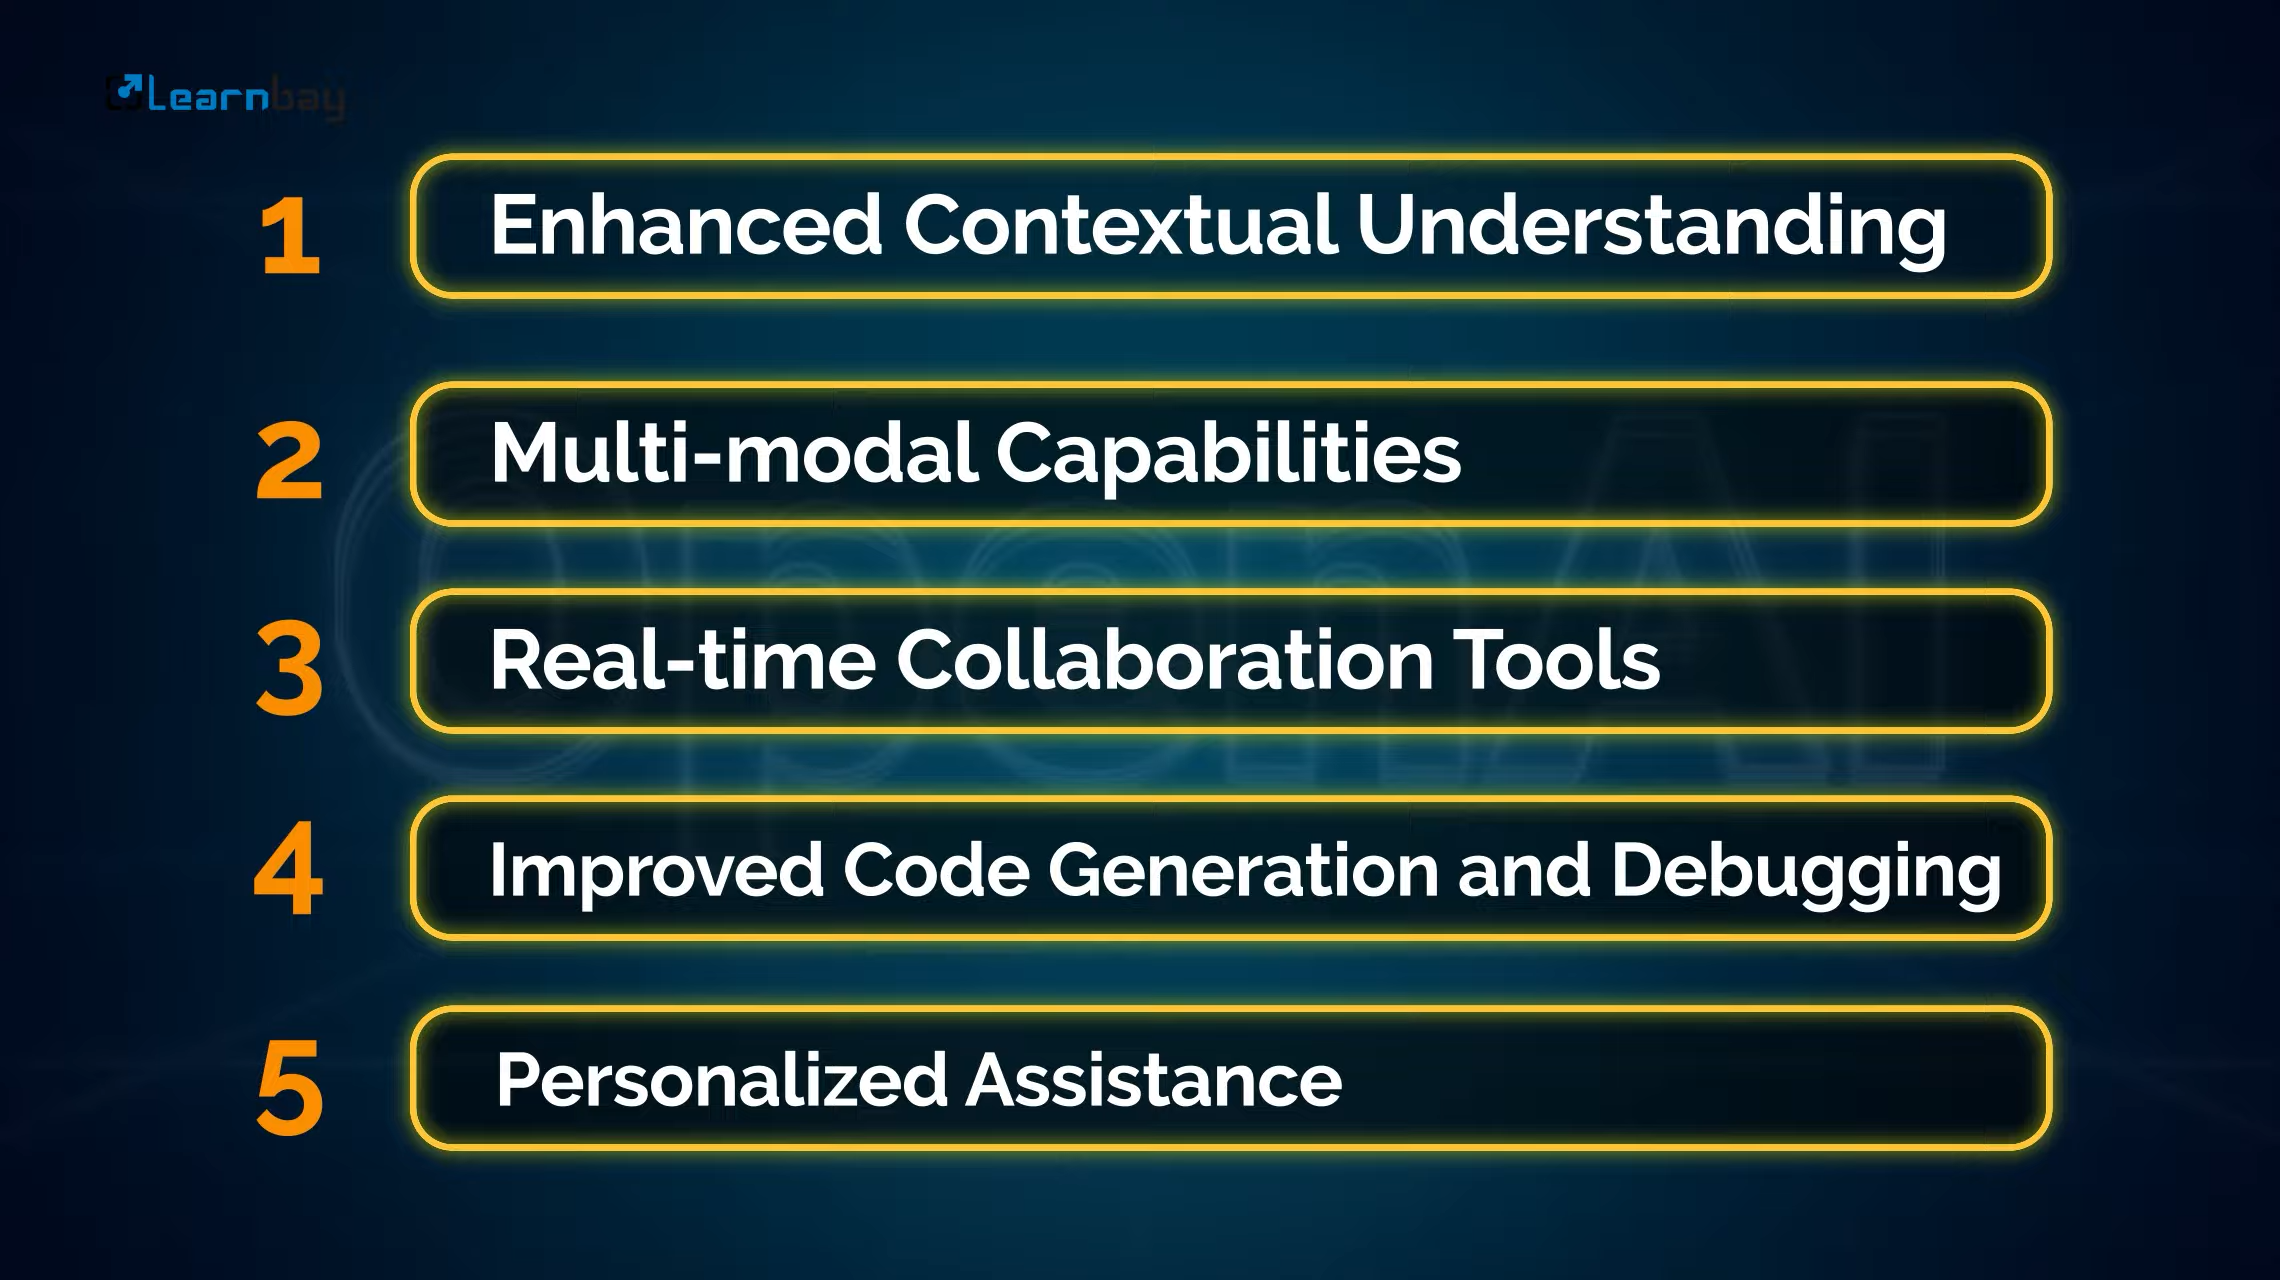 Learnbay
1
Enhanced Contextual Understanding
2
Multi-modal Capabilities
OpenAI
3
Real-time Collaboration Tools
4
Improved Code Generation and Debugging
5
Personalized Assistance